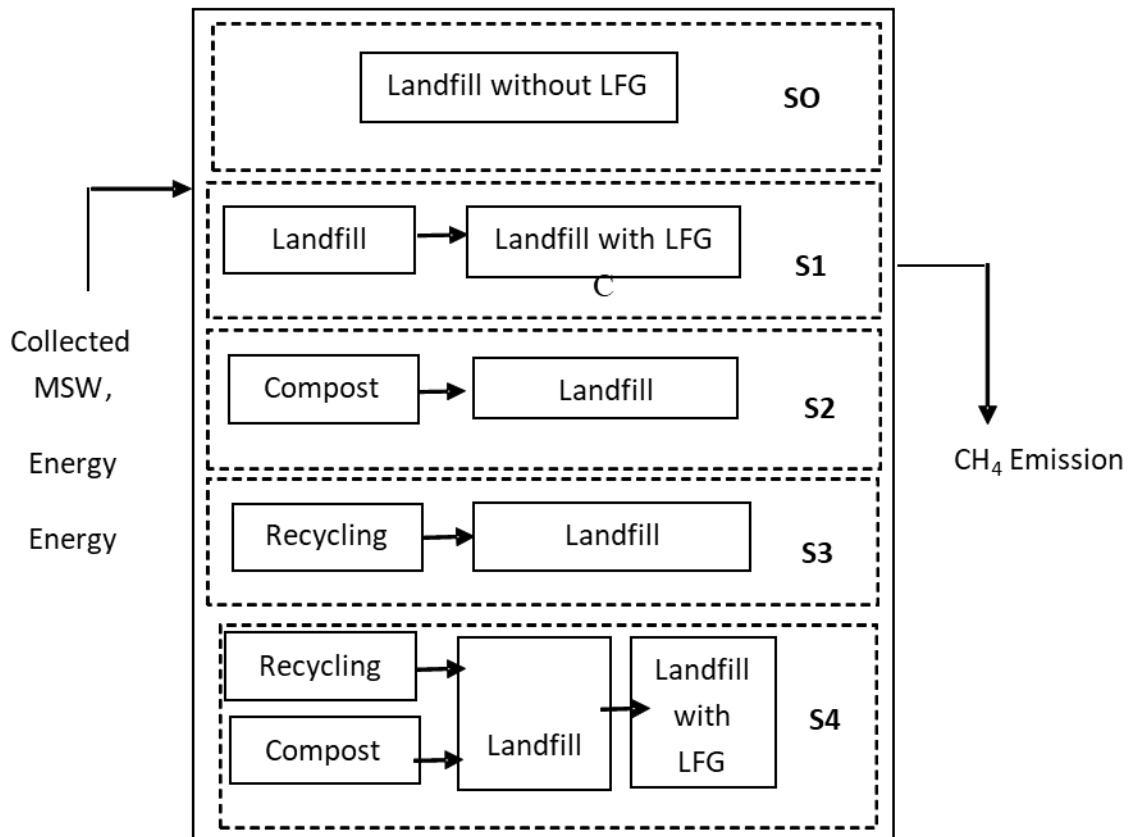 Landfill without LFG
SO
Landfill
Landfill with LFG
C
S1
Collected
MSW,
Energy
Energy
Compost
Landfill
S2
CH₄ Emission
Recycling
Landfill
S3
Recycling
Compost
Landfill
Landfill
with
LFG
S4